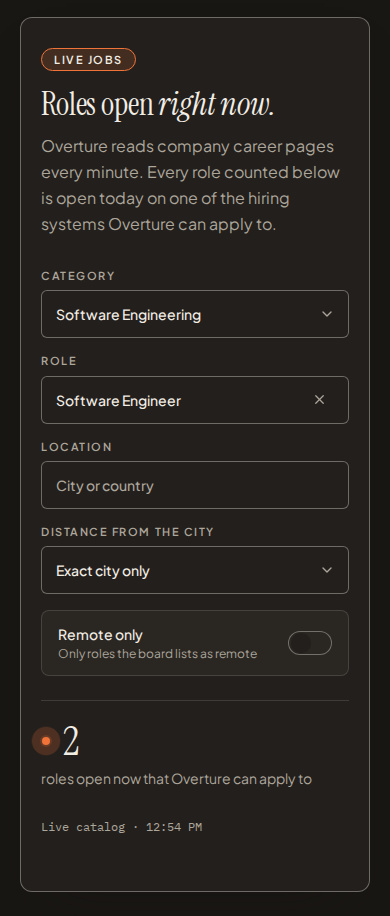 LIVE JOBS
Roles open right now.
Overture reads company career pages
every minute. Every role counted below
is open today on one of the hiring
systems Overture can apply to.
CATEGORY
Software Engineering
ROLE
Software Engineer
LOCATION
City or country
DISTANCE FROM THE CITY
Exact city only
Remote only
Only roles the board lists as remote
2
roles open now that Overture can apply to
Live catalog · 12:54 PM